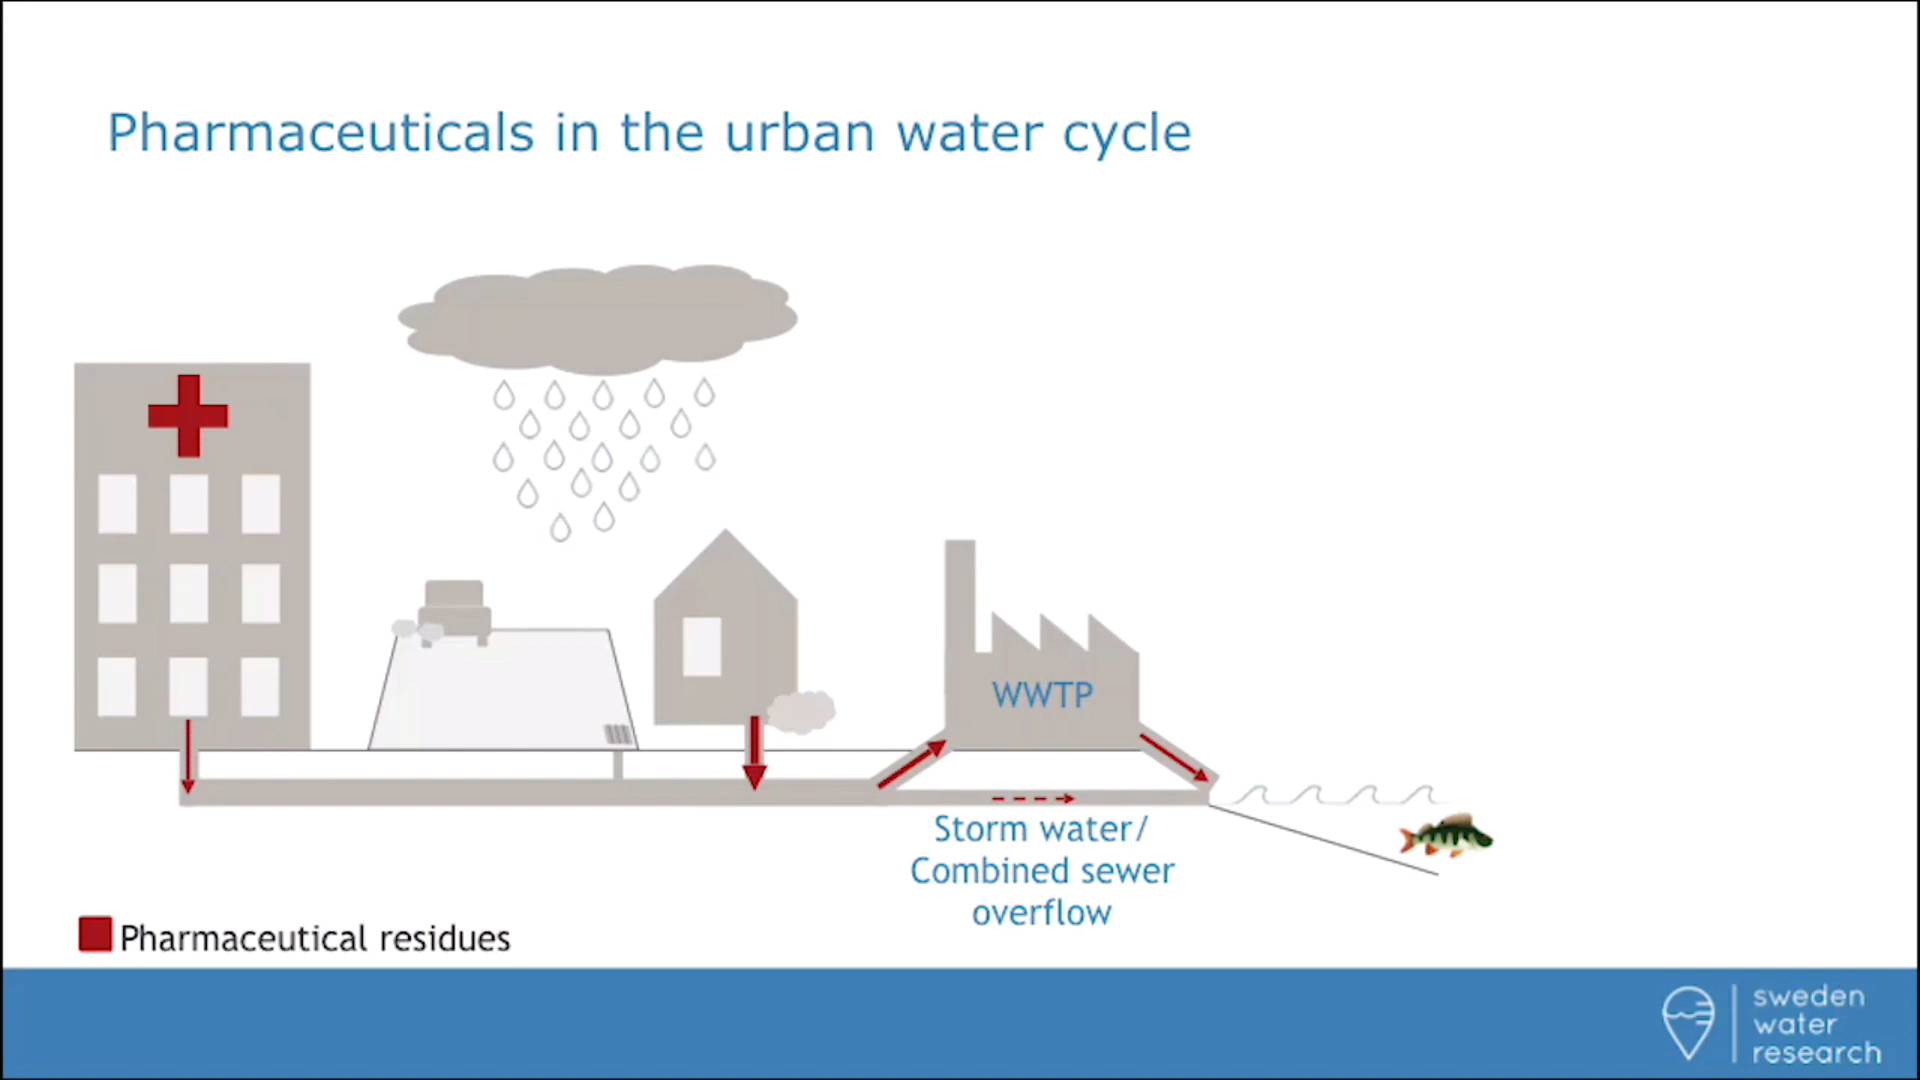 Pharmaceuticals in the urban water cycle
WWTP
Storm water/
Combined sewer
overflow
Pharmaceutical residues
sweden
water
research